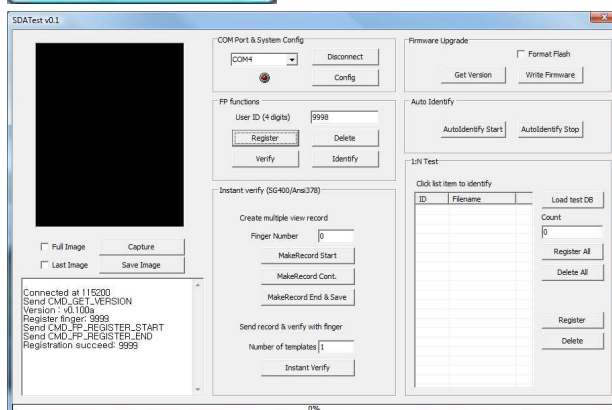 SDATest v0.1
COM Port & System Config
COM4
Disconnect
Config
FP functions
User ID (4 digits)
9998
Register
Delete
Verify
Identify
Instant verify (SG400/Ansi378)
Create multiple view record
Finger Number
0
MakeRecord Start
MakeRecord Cont.
MakeRecord End & Save
Send record & verify with finger
Number of templates
1
Instant Verify
Firmware Upgrade
Format Flash
Get Version
Write Firmware
Auto Identify
AutoIdentify Start
AutoIdentify Stop
1:N Test
Click list item to identify
ID
Filename
Load test DB
Count
0
Register All
Delete All
Register
Delete
Full Image
Capture
Last Image
Save Image
Connected at 115200
Send CMD_GET_VERSION
Version : v0.100a
Register finger: 9999
Send CMD_FP_REGISTER_START
Send CMD_FP_REGISTER_END
Registration succeed: 9999
0%